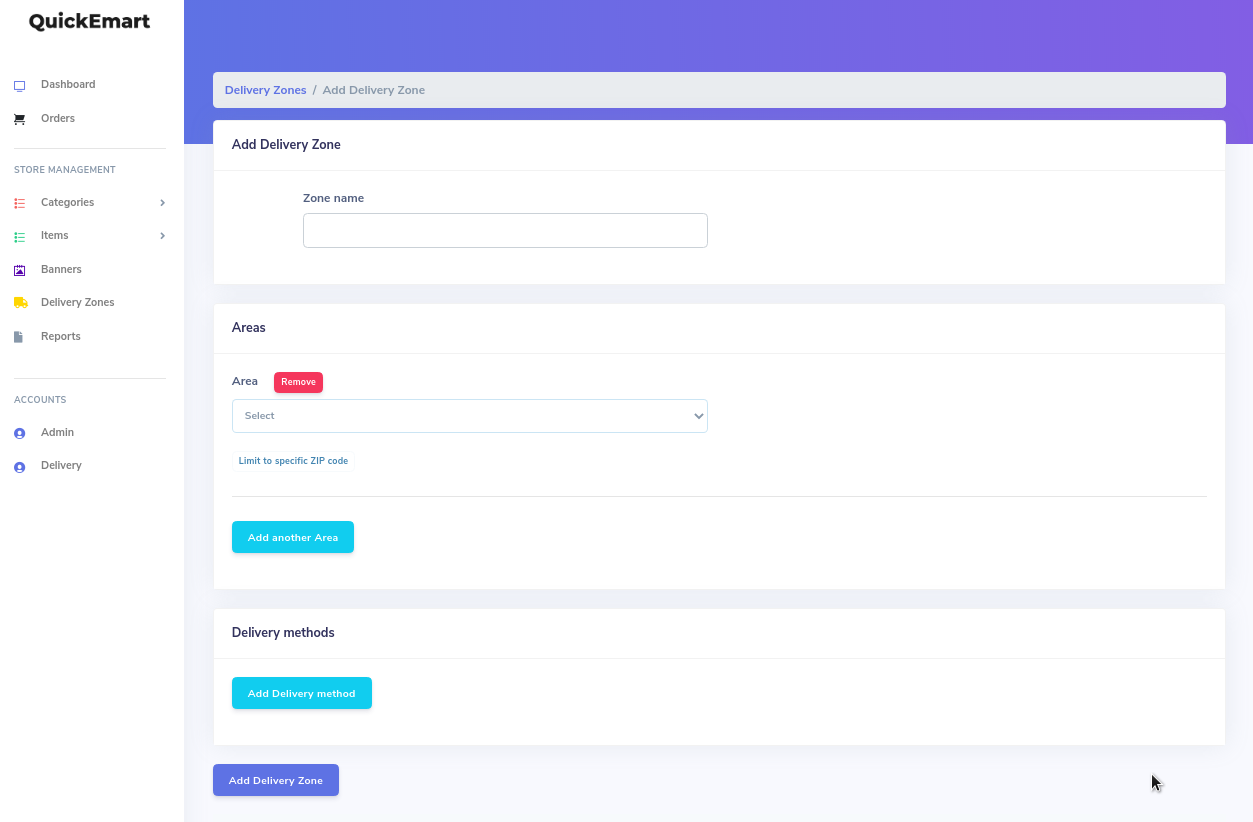 QuickEmart
Dashboard
Orders
STORE MANAGEMENT
Categories
Items
Banners
Delivery Zones
Reports
ACCOUNTS
Admin
Delivery
Delivery Zones / Add Delivery Zone
Add Delivery Zone
Zone name
Areas
Area Remove
Select
Limit to specific ZIP code
Add another Area
Delivery methods
Add Delivery method
Add Delivery Zone